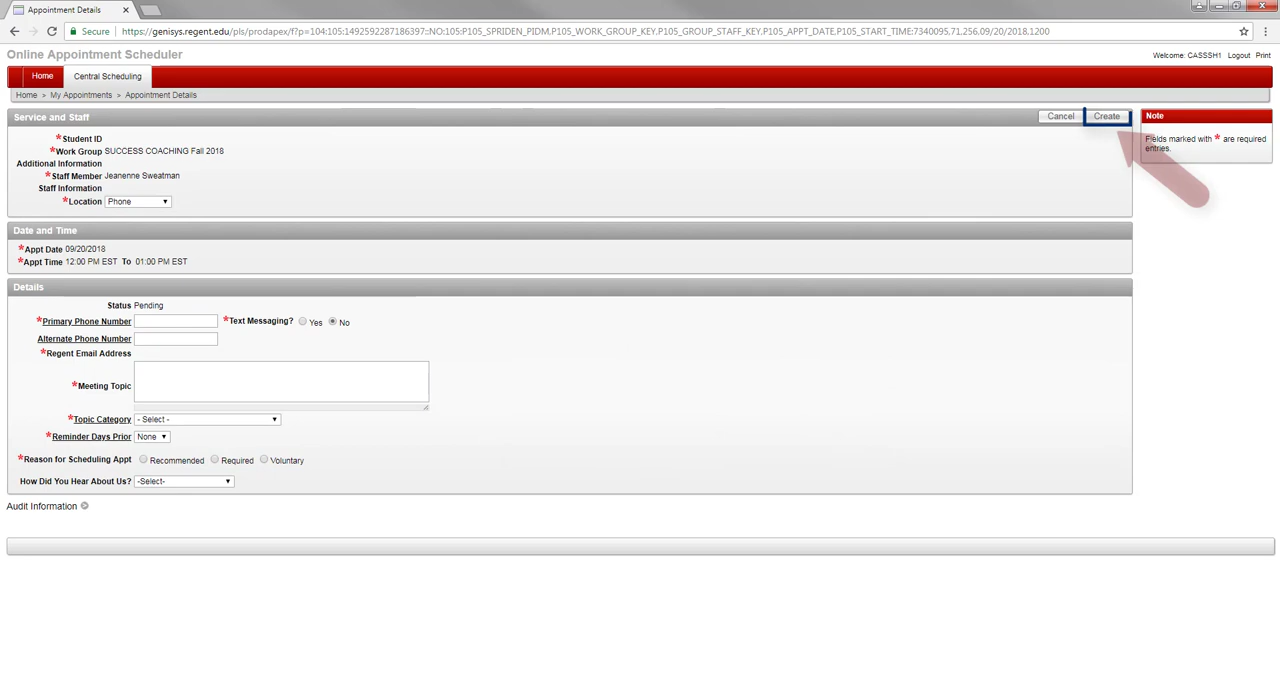 Appointment Details
Secure https://genisys.regent.edu/pls/prodapex/f?p=104:105:1492592287186397::NO:105:P105_SPRIDEN_PIDM,P105_WORK_GROUP_KEY,P105_GROUP_STAFF_KEY,P105_APPT_DATE,P105_START_TIME:7340095,71,256,09/20/2018,1200
Online Appointment Scheduler
Welcome: CASSSH1 Logout Print
Home Central Scheduling
Home > My Appointments > Appointment Details
Service and Staff
Cancel Create
Note
Fields marked with * are required
entries.
*Student ID
*Work Group SUCCESS COACHING Fall 2018
Additional Information
*Staff Member Jeanenne Sweatman
Staff Information
*Location Phone
Date and Time
*Appt Date 09/20/2018
*Appt Time 12:00 PM EST To 01:00 PM EST
Details
Status Pending
*Primary Phone Number *Text Messaging? Yes No
Alternate Phone Number
*Regent Email Address
*Meeting Topic
*Topic Category - Select -
*Reminder Days Prior None
*Reason for Scheduling Appt Recommended Required Voluntary
How Did You Hear About Us? -Select-
Audit Information